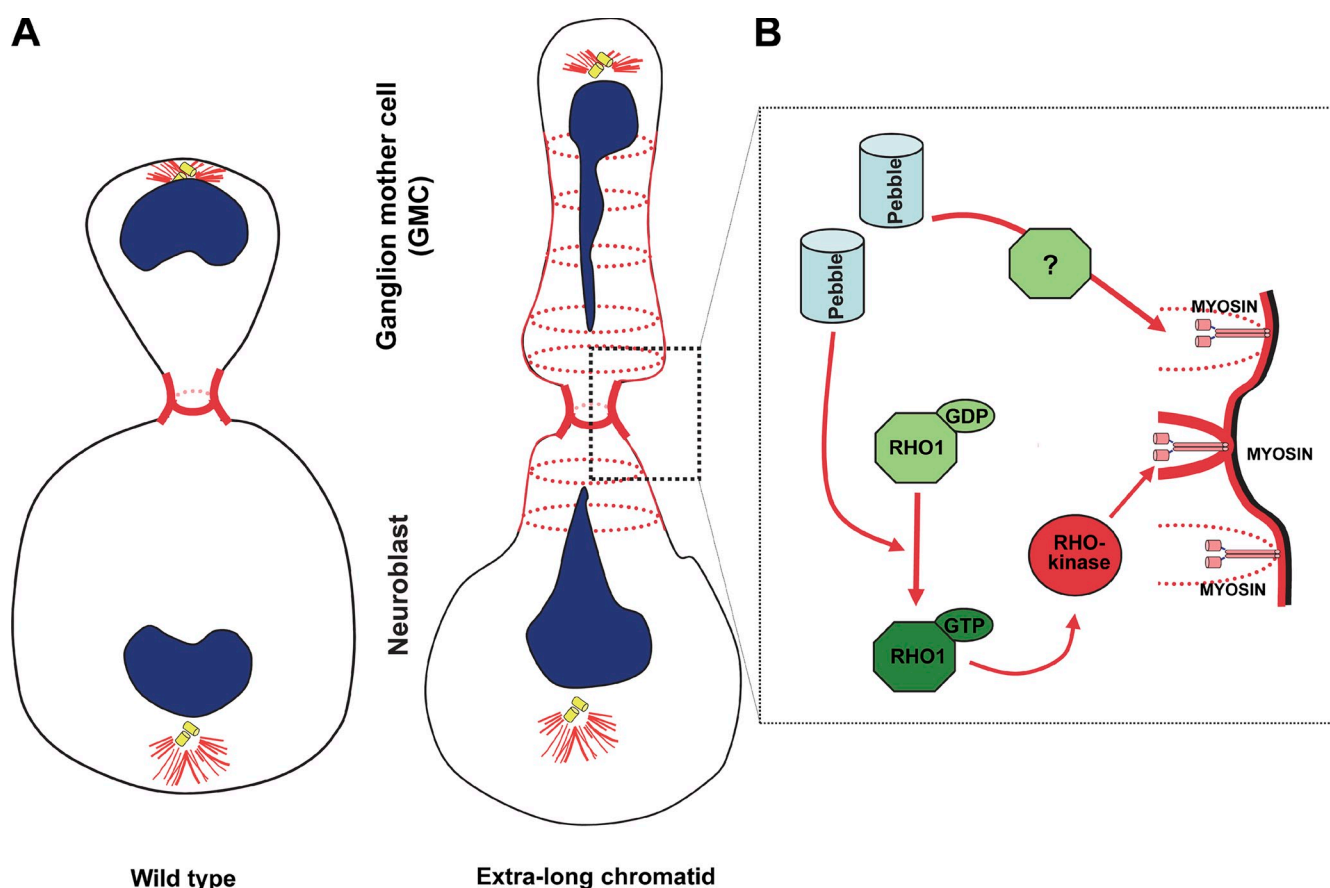 A
Ganglion mother cell
(GMC)
Neuroblast
Wild type
Extra-long chromatid
B
Pebble
Pebble
?
MYOSIN
GDP
RHO1
MYOSIN
RHO-
kinase
MYOSIN
GTP
RHO1